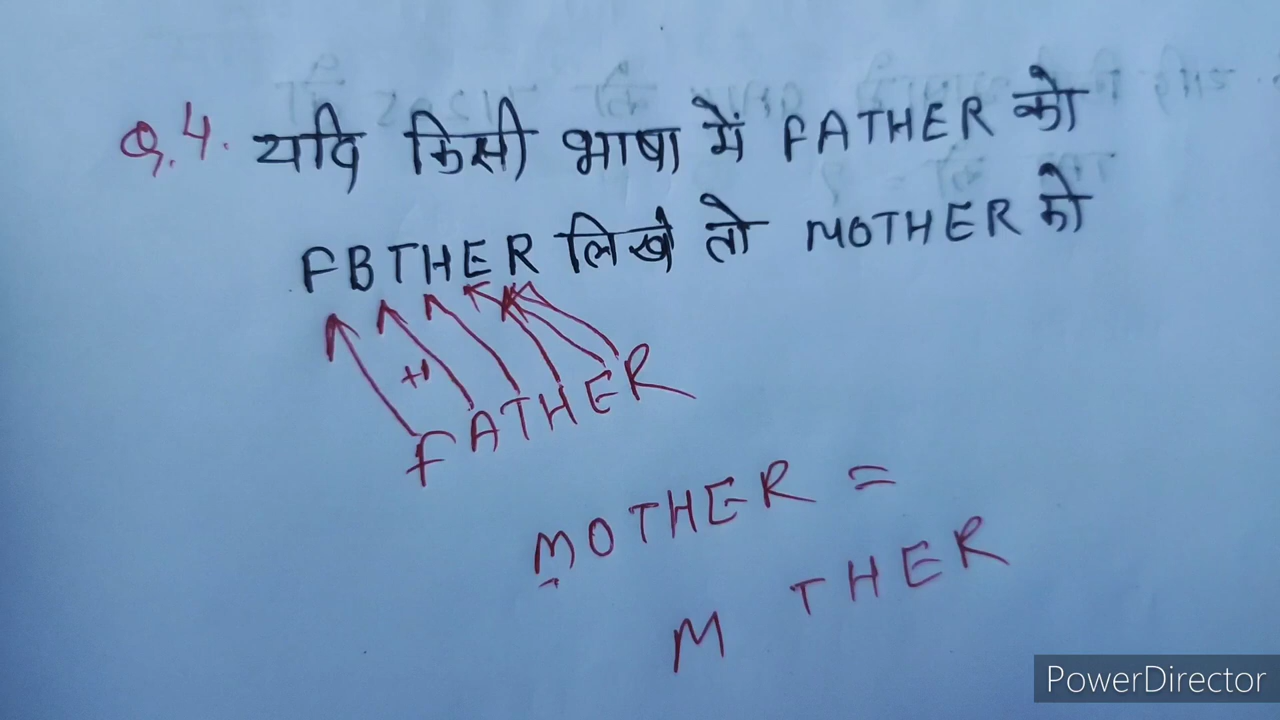 Q.4. यदि किसी भाषा में FATHER को
FBTHER लिखे तो MOTHER को
+1
FATHER
MOTHER =
M THER
PowerDirector